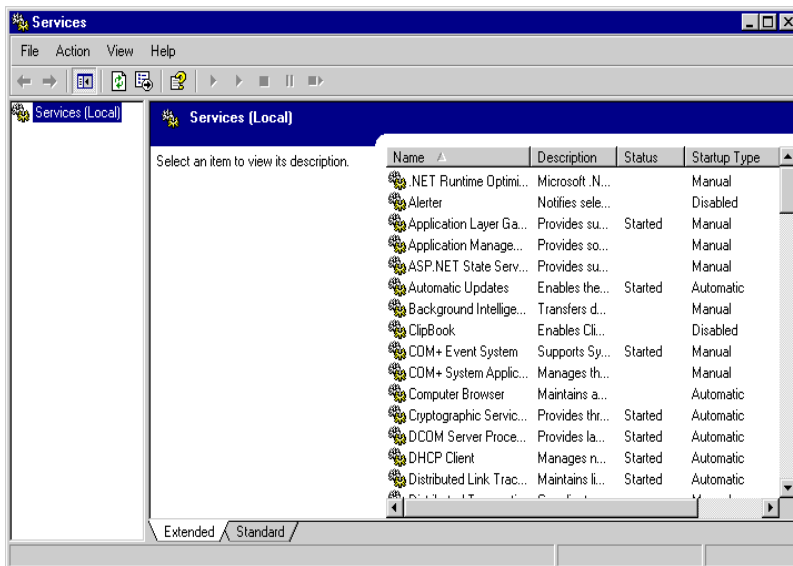 Services
File Action View Help
Services (Local)
Services (Local)
Select an item to view its description.
Name Description Status Startup Type
.NET Runtime Optimi... Microsoft .N... Manual
Alerter Notifies sele... Disabled
Application Layer Ga... Provides su... Started Manual
Application Manage... Provides so... Manual
ASP.NET State Serv... Provides su... Manual
Automatic Updates Enables the... Started Automatic
Background Intellige... Transfers d... Manual
ClipBook Enables Cli... Disabled
COM+ Event System Supports Sy... Started Manual
COM+ System Applic... Manages th... Manual
Computer Browser Maintains a... Automatic
Cryptographic Servic... Provides thr... Started Automatic
DCOM Server Proce... Provides la... Started Automatic
DHCP Client Manages n... Started Automatic
Distributed Link Trac... Maintains li... Started Automatic
Extended Standard